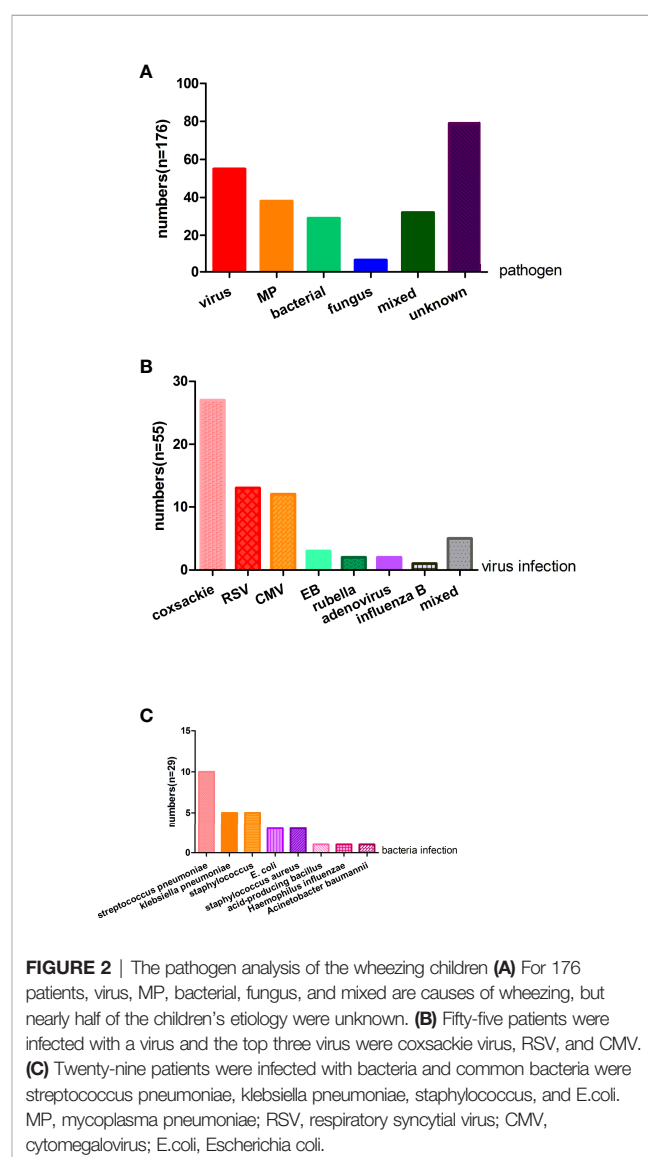 A
numbers(n=176)
80
60
40
20
0
virus
MP
bacterial
fungus
mixed
unknown
pathogen
B
numbers(n=55)
30
20
10
0
coxsackie
RSV
CMV
EB
rubella
adenovirus
influenza B
mixed
virus infection
C
numbers(n=29)
15
10
5
0
streptococcus pneumoniae
klebsiella pneumoniae
staphylococcus
E. coli
staphylococcus aureus
acid-producing bacillus
Haemophilus influenzae
Acinetobacter baumannii
bacteria infection
FIGURE 2 | The pathogen analysis of the wheezing children (A) For 176
patients, virus, MP, bacterial, fungus, and mixed are causes of wheezing, but
nearly half of the children's etiology were unknown. (B) Fifty-five patients were
infected with a virus and the top three virus were coxsackie virus, RSV, and CMV.
(C) Twenty-nine patients were infected with bacteria and common bacteria were
streptococcus pneumoniae, klebsiella pneumoniae, staphylococcus, and E.coli.
MP, mycoplasma pneumoniae; RSV, respiratory syncytial virus; CMV,
cytomegalovirus; E.coli, Escherichia coli.